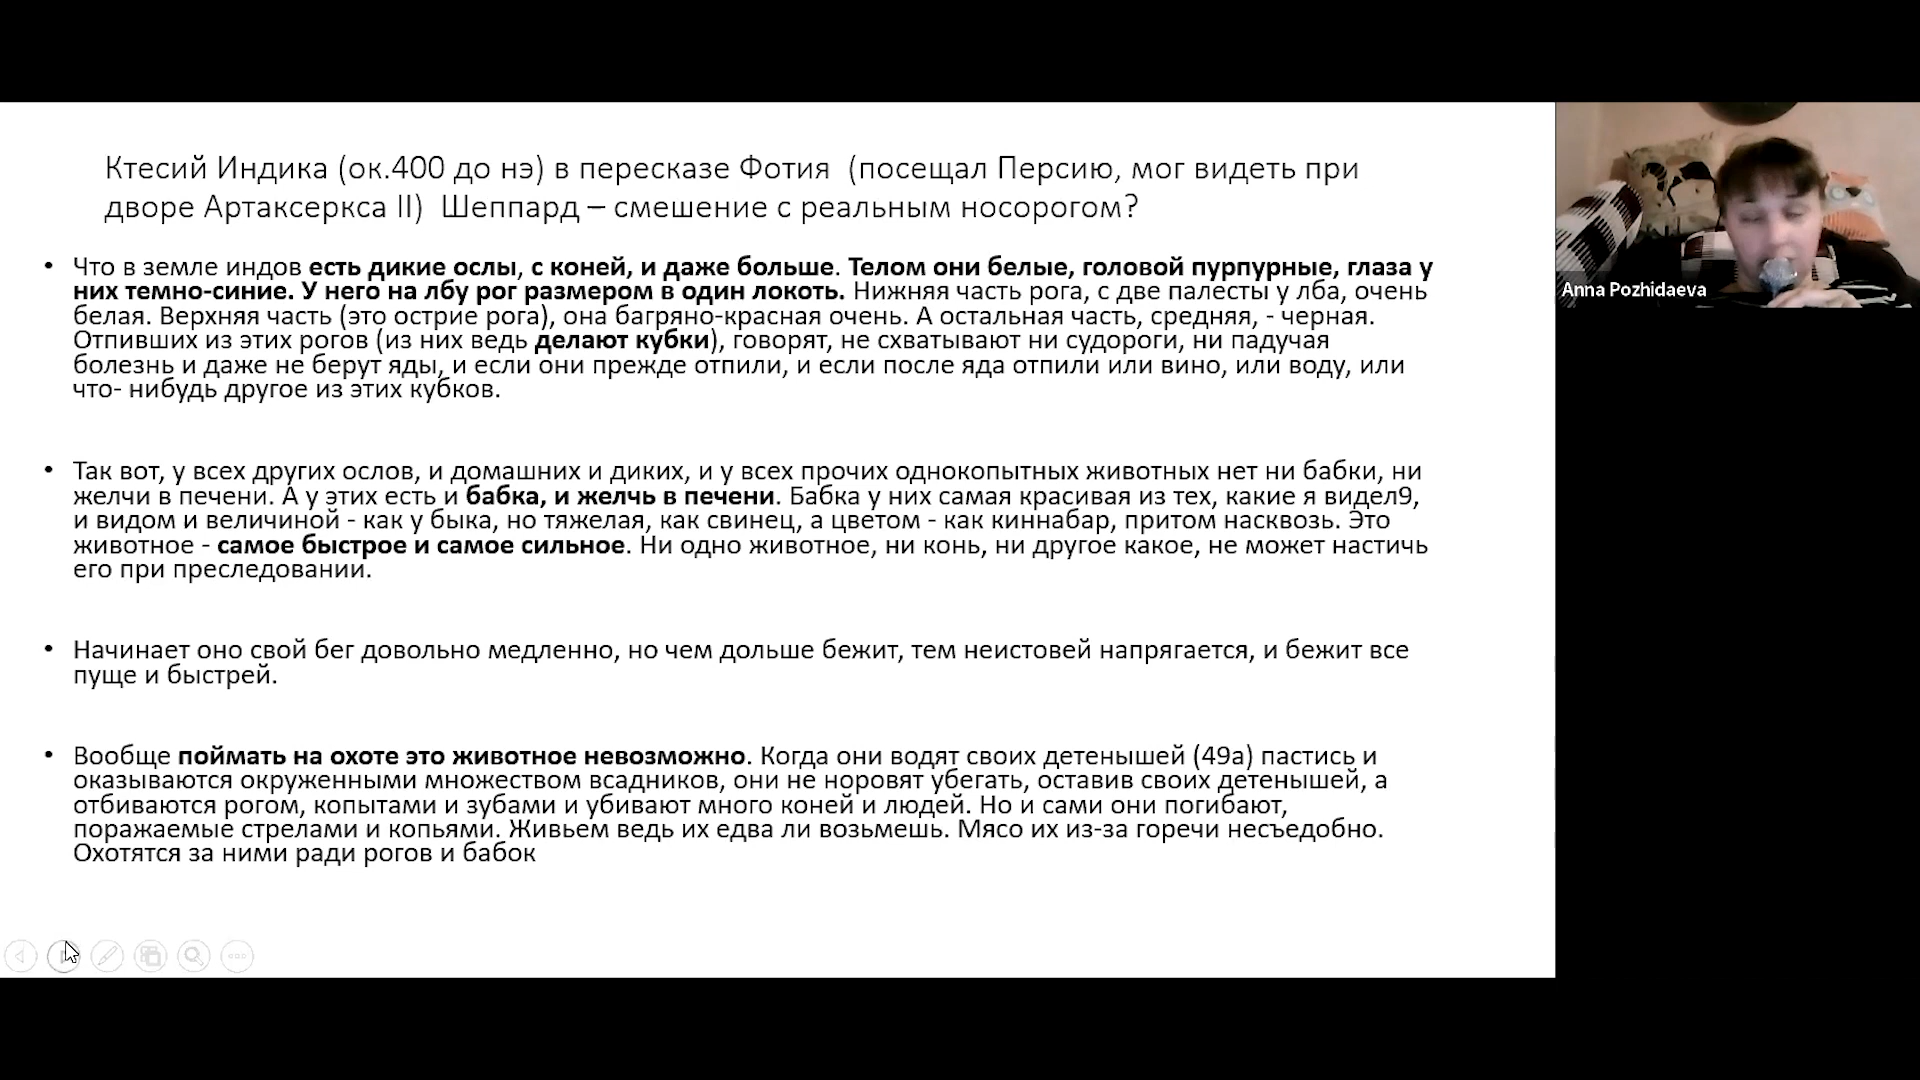 Ктесий Индика (ок.400 до нэ) в пересказе Фотия  (посещал Персию, мог видеть при
дворе Артаксеркса II)  Шеппард – смешение с реальным носорогом?
• Что в земле индов есть дикие ослы, с коней, и даже больше. Телом они белые, головой пурпурные, глаза у
них темно-синие. У него на лбу рог размером в один локоть. Нижняя часть рога, с две палесты у лба, очень
белая. Верхняя часть (это острие рога), она багряно-красная очень. А остальная часть, средняя, - черная.
Отпивших из этих рогов (из них ведь делают кубки), говорят, не схватывают ни судороги, ни падучая
болезнь и даже не берут яды, и если они прежде отпили, и если после яда отпили или вино, или воду, или
что- нибудь другое из этих кубков.
• Так вот, у всех других ослов, и домашних и диких, и у всех прочих однокопытных животных нет ни бабки, ни
желчи в печени. А у этих есть и бабка, и желчь в печени. Бабка у них самая красивая из тех, какие я видел9,
и видом и величиной - как у быка, но тяжелая, как свинец, а цветом - как киннабар, притом насквозь. Это
животное - самое быстрое и самое сильное. Ни одно животное, ни конь, ни другое какое, не может настичь
его при преследовании.
• Начинает оно свой бег довольно медленно, но чем дольше бежит, тем неистовей напрягается, и бежит все
пуще и быстрей.
• Вообще поймать на охоте это животное невозможно. Когда они водят своих детенышей (49а) пастись и
оказываются окруженными множеством всадников, они не норовят убегать, оставив своих детенышей, а
отбиваются рогом, копытами и зубами и убивают много коней и людей. Но и сами они погибают,
поражаемые стрелами и копьями. Живьем ведь их едва ли возьмешь. Мясо их из-за горечи несъедобно.
Охотятся за ними ради рогов и бабок
Anna Pozhidaeva